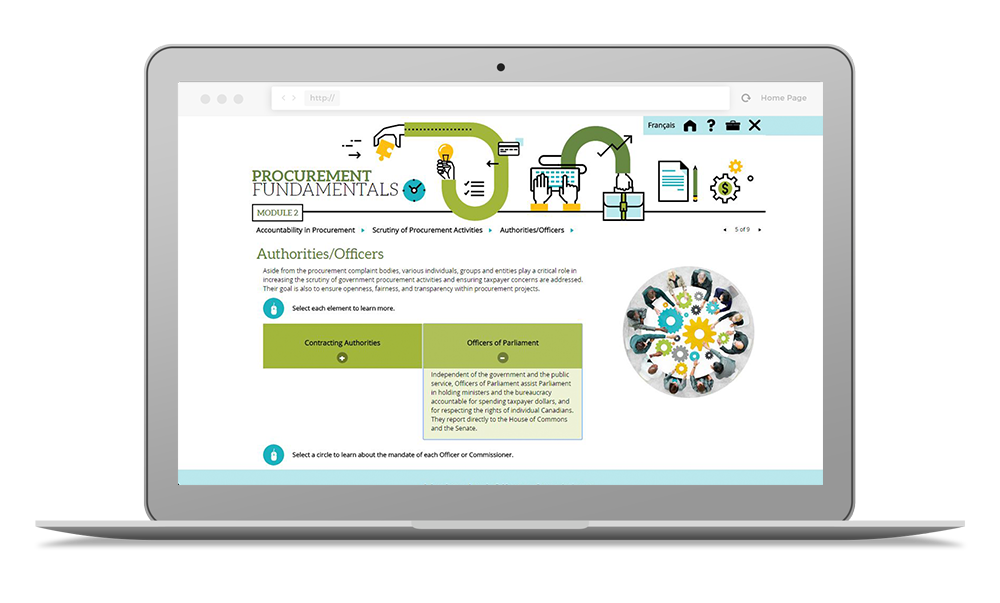 http://
Home Page
Français
?
PROCUREMENT
FUNDAMENTALS
MODULE 2
Accountability in Procurement
Scrutiny of Procurement Activities
Authorities/Officers
5 of 9
Authorities/Officers
Aside from the procurement complaint bodies, various individuals, groups and entities play a critical role in
increasing the scrutiny of government procurement activities and ensuring taxpayer concerns are addressed.
Their goal is also to ensure openness, fairness, and transparency within procurement projects.
Select each element to learn more.
Contracting Authorities
Officers of Parliament
Independent of the government and the public
service, Officers of Parliament assist Parliament
in holding ministers and the bureaucracy
accountable for spending taxpayer dollars, and
for respecting the rights of individual Canadians.
They report directly to the House of Commons
and the Senate.
Select a circle to learn about the mandate of each Officer or Commissioner.